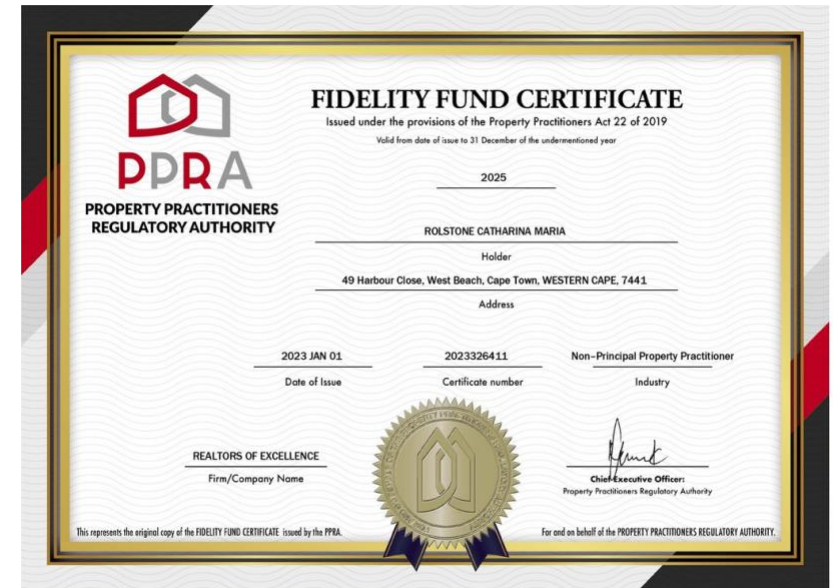 FIDELITY FUND CERTIFICATE
Issued under the provisions of the Property Practitioners Act 22 of 2019
Valid from date of issue to 31 December of the undermentioned year
2025
PPRA
PROPERTY PRACTITIONERS
REGULATORY AUTHORITY
ROLSTONE CATHARINA MARIA
Holder
49 Harbour Close, West Beach, Cape Town, WESTERN CAPE, 7441
Address
2023 JAN 01
Date of Issue
2023326411
Certificate number
Non-Principal Property Practitioner
Industry
REALTORS OF EXCELLENCE
Firm/Company Name
Chief Executive Officer:
Property Practitioners Regulatory Authority
This represents the original copy of the FIDELITY FUND CERTIFICATE issued by the PPRA.
For and on behalf of the PROPERTY PRACTITIONERS REGULATORY AUTHORITY.